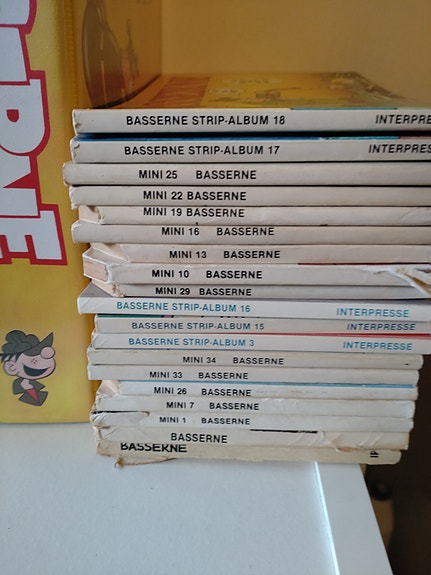 BASSERNE STRIP-ALBUM 18 INTERPRE
BASSERNE STRIP-ALBUM 17 INTERPRES
MINI 25 BASSERNE
MINI 22 BASSERNE
MINI 19 BASSERNE
MINI 16 BASSERNE
MINI 13 BASSERNE
MINI 10 BASSERNE
MINI 29 BASSERNE
BASSERNE STRIP-ALBUM 16 INTERPRESSE
BASSERNE STRIP-ALBUM 15 INTERPRESSE
BASSERNE STRIP-ALBUM 3 INTERPRESSE
MINI 34 BASSERNE
MINI 33 BASSERNE
MINI 26 BASSERNE
MINI 7 BASSERNE
MINI 1 BASSERNE
BASSERNE
BASSERNE